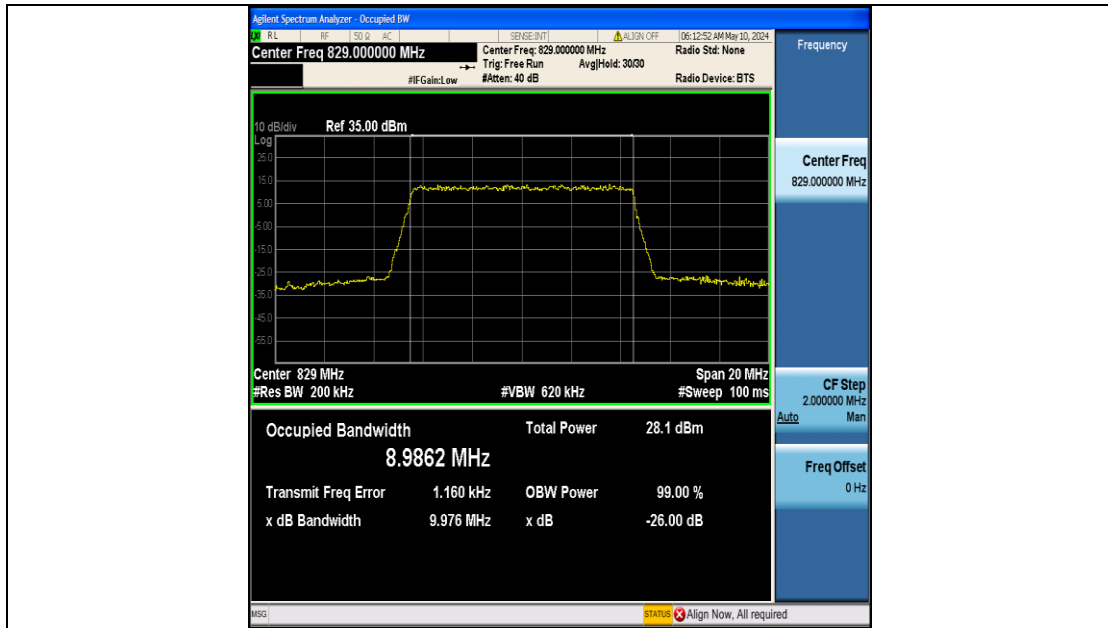 Agilent Spectrum Analyzer - Occupied BW
RL RF 50 Ω AC SENSE:INT ALIGN OFF 06:12:52 AM May 10, 2024
Center Freq 829.000000 MHz
Center Freq: 829.000000 MHz Radio Std: None
Trig: Free Run Avg|Hold: 30/30
#IFGain:Low #Atten: 40 dB Radio Device: BTS
Frequency
10 dB/div Ref 35.00 dBm
Log
25.0
15.0
5.00
-5.00
-15.0
-25.0
-35.0
-45.0
-55.0
Center 829 MHz Span 20 MHz
#Res BW 200 kHz #VBW 620 kHz #Sweep 100 ms
Occupied Bandwidth Total Power 28.1 dBm
8.9862 MHz
Transmit Freq Error 1.160 kHz OBW Power 99.00 %
x dB Bandwidth 9.976 MHz x dB -26.00 dB
Center Freq
829.000000 MHz
CF Step
2.000000 MHz
Auto Man
Freq Offset
0 Hz
MSG STATUS Align Now, All required